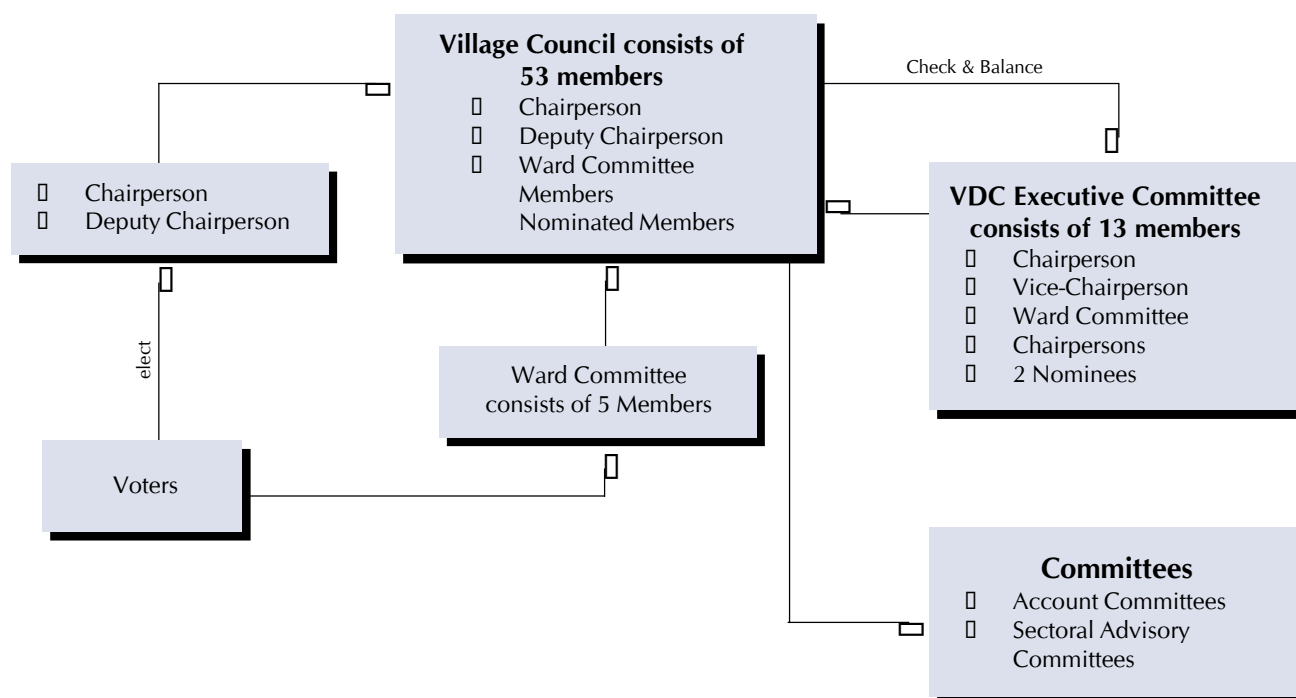 Village Council consists of
53 members
Chairperson
Deputy Chairperson
Ward Committee
Members
Nominated Members
Check & Balance
Chairperson
Deputy Chairperson
VDC Executive Committee
consists of 13 members
Chairperson
Vice-Chairperson
Ward Committee
Chairpersons
2 Nominees
elect
Ward Committee
consists of 5 Members
Voters
Committees
Account Committees
Sectoral Advisory
Committees